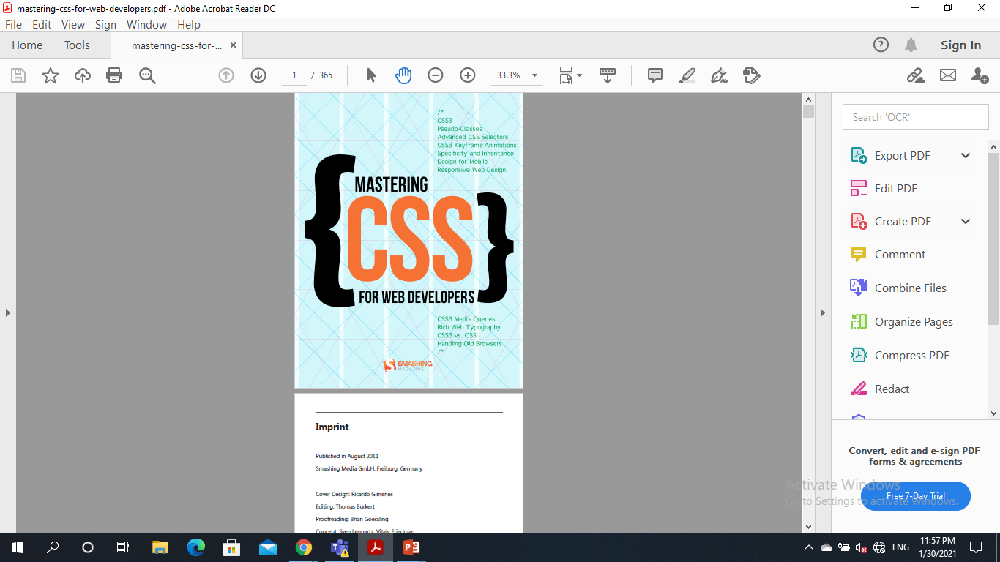 mastering-css-for-web-developers.pdf - Adobe Acrobat Reader DC
File Edit View Sign Window Help
Home Tools mastering-css-for-... × Sign In
1 / 365 33.3%
/*
CSS3
Pseudo-Classes
Advanced CSS Selectors
CSS3 Keyframe Animations
Specificity and Inheritance
Design for Mobile
Responsive Web Design
{ MASTERING
CSS }
FOR WEB DEVELOPERS
CSS3 Media Queries
Rich Web Typography
CSS3 vs. CSS
Handling Old Browsers
/*
SMASHING
MAGAZINE
Imprint
Published in August 2011
Smashing Media GmbH, Freiburg, Germany
Cover Design: Ricardo Gimenes
Editing: Thomas Burkert
Proofreading: Brian Goessling
Concept: Sven Lennartz, Vitaly Friedman
Search 'OCR'
Export PDF
Edit PDF
Create PDF
Comment
Combine Files
Organize Pages
Compress PDF
Redact
Convert, edit and e-sign PDF
forms & agreements
Free 7-Day Trial
Activate Windows
Go to Settings to activate Windows.
ENG
11:57 PM
1/30/2021